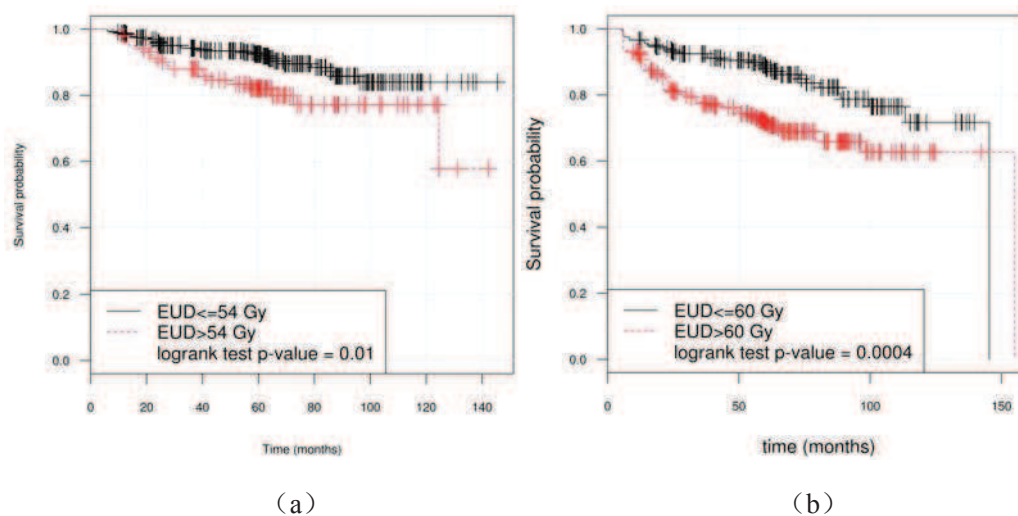 1.0
0.8
0.6
0.4
0.2
0.0
Survival probability
EUD<=54 Gy
EUD>54 Gy
logrank test p-value = 0.01
0 20 40 60 80 100 120 140
Time (months)
(a)
1.0
0.8
0.6
0.4
0.2
0.0
Survival probability
EUD<=60 Gy
EUD>60 Gy
logrank test p-value = 0.0004
0 50 100 150
time (months)
(b)